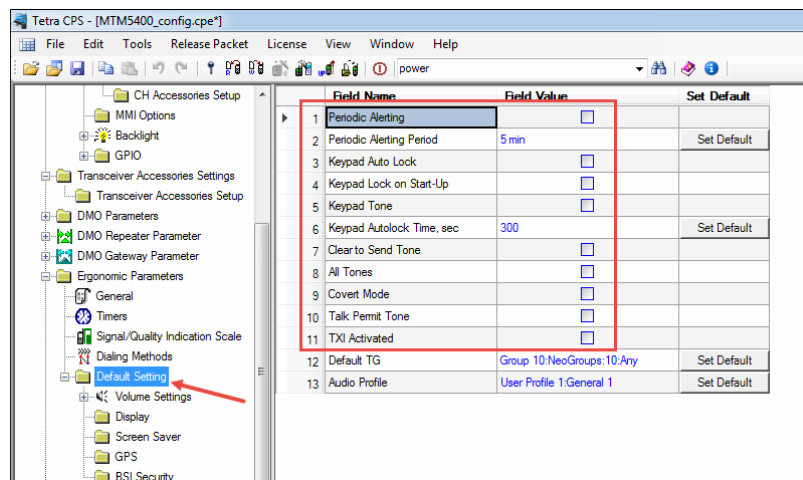 Tetra CPS - [MTM5400_config.cpe*]
File Edit Tools Release Packet License View Window Help
power
CH Accessories Setup
MMI Options
Backlight
GPIO
Transceiver Accessories Settings
Transceiver Accessories Setup
DMO Parameters
DMO Repeater Parameter
DMO Gateway Parameter
Ergonomic Parameters
General
Timers
Signal/Quality Indication Scale
Dialing Methods
Default Setting
Volume Settings
Display
Screen Saver
GPS
BSI Security
Field Name Field Value Set Default
1 Periodic Alerting
2 Periodic Alerting Period 5 min Set Default
3 Keypad Auto Lock
4 Keypad Lock on Start-Up
5 Keypad Tone
6 Keypad Autolock Time, sec 300 Set Default
7 Clear to Send Tone
8 All Tones
9 Covert Mode
10 Talk Permit Tone
11 TXI Activated
12 Default TG Group 10:NeoGroups:10:Any Set Default
13 Audio Profile User Profile 1:General 1 Set Default